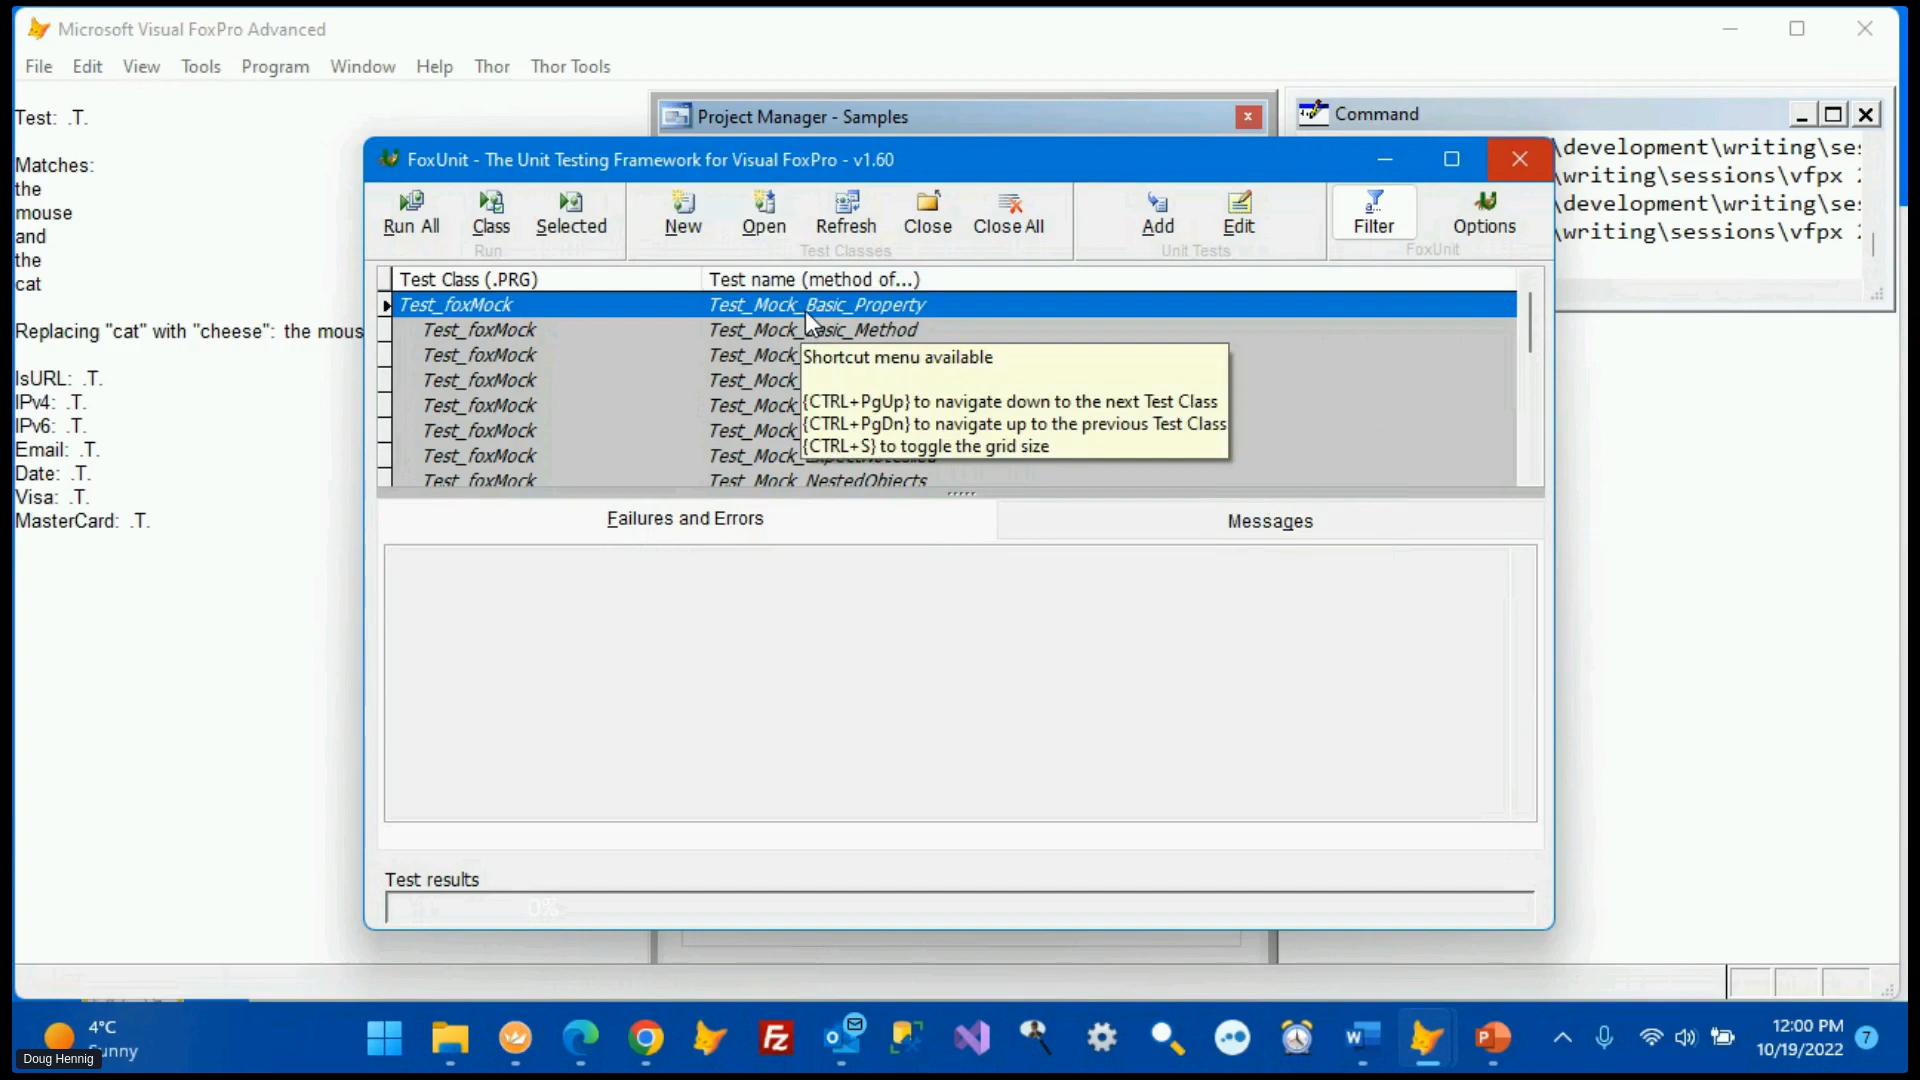 Microsoft Visual FoxPro Advanced
File Edit View Tools Program Window Help Thor Thor Tools
Test: .T.
Matches:
the
mouse
and
the
cat
Replacing "cat" with "cheese": the mous
IsURL: .T.
IPv4: .T.
IPv6: .T.
Email: .T.
Date: .T.
Visa: .T.
MasterCard: .T.
Project Manager - Samples
Command
\development\writing\se
\writing\sessions\vfpx
\development\writing\se
\writing\sessions\vfpx
FoxUnit - The Unit Testing Framework for Visual FoxPro - v1.60
Run All Class Selected New Open Refresh Close Close All Add Edit Filter Options
Run Test Classes Unit Tests FoxUnit
Test Class (.PRG) Test name (method of...)
Test_foxMock Test_Mock_Basic_Property
Test_foxMock Test_Mock_Basic_Method
Test_foxMock Test_Mock
Test_foxMock Test_Mock
Test_foxMock Test_Mock
Test_foxMock Test_Mock
Test_foxMock Test_Mock
Test_foxMock Test_Mock_NestedObjects
Shortcut menu available
{CTRL+PgUp} to navigate down to the next Test Class
{CTRL+PgDn} to navigate up to the previous Test Class
{CTRL+S} to toggle the grid size
Failures and Errors Messages
Test results
0%
4°C
Sunny
Doug Hennig
12:00 PM
10/19/2022
7